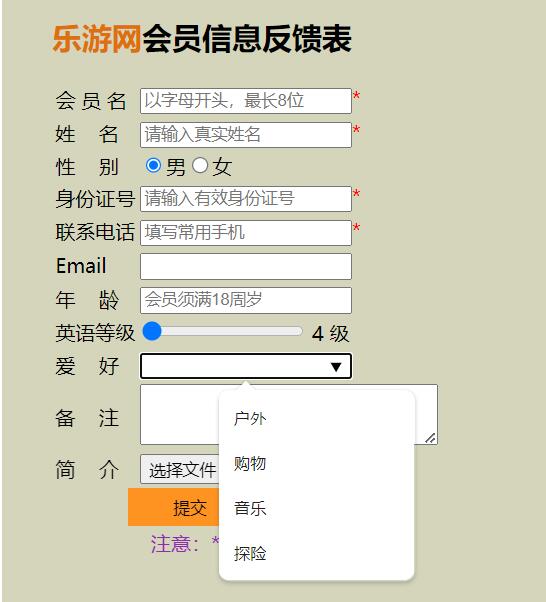 乐游网会员信息反馈表
会 员 名 以字母开头，最长8位 *
姓 名 请输入真实姓名 *
性 别 男 女
身份证号 请输入有效身份证号 *
联系电话 填写常用手机 *
Email
年 龄 会员须满18周岁
英语等级 4 级
爱 好 ▼
户外
备 注
购物
简 介 选择文件
提交 音乐
注意：*
探险